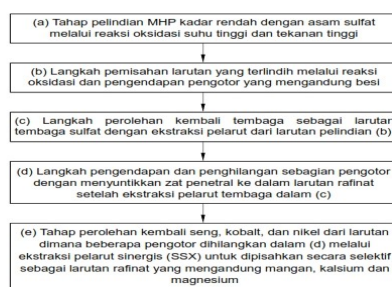 (a) Tahap pelindian MHP kadar rendah dengan asam sulfat
melalui reaksi oksidasi suhu tinggi dan tekanan tinggi
(b) Langkah pemisahan larutan yang terlindih melalui reaksi
oksidasi dan pengendapan pengotor yang mengandung besi
(c) Langkah perolehan kembali tembaga sebagai larutan
tembaga sulfat dengan ekstraksi pelarut dari larutan pelindian (b)
(d) Langkah pengendapan dan penghilangan sebagian pengotor
dengan menyuntikkan zat penetral ke dalam larutan rafinat
setelah ekstraksi pelarut tembaga dalam (c)
(e) Tahap perolehan kembali seng, kobalt, dan nikel dari larutan
dimana beberapa pengotor dihilangkan dalam (d) melalui
ekstraksi pelarut sinergis (SSX) untuk dipisahkan secara selektif
sebagai larutan rafinat yang mengandung mangan, kalsium dan
magnesium